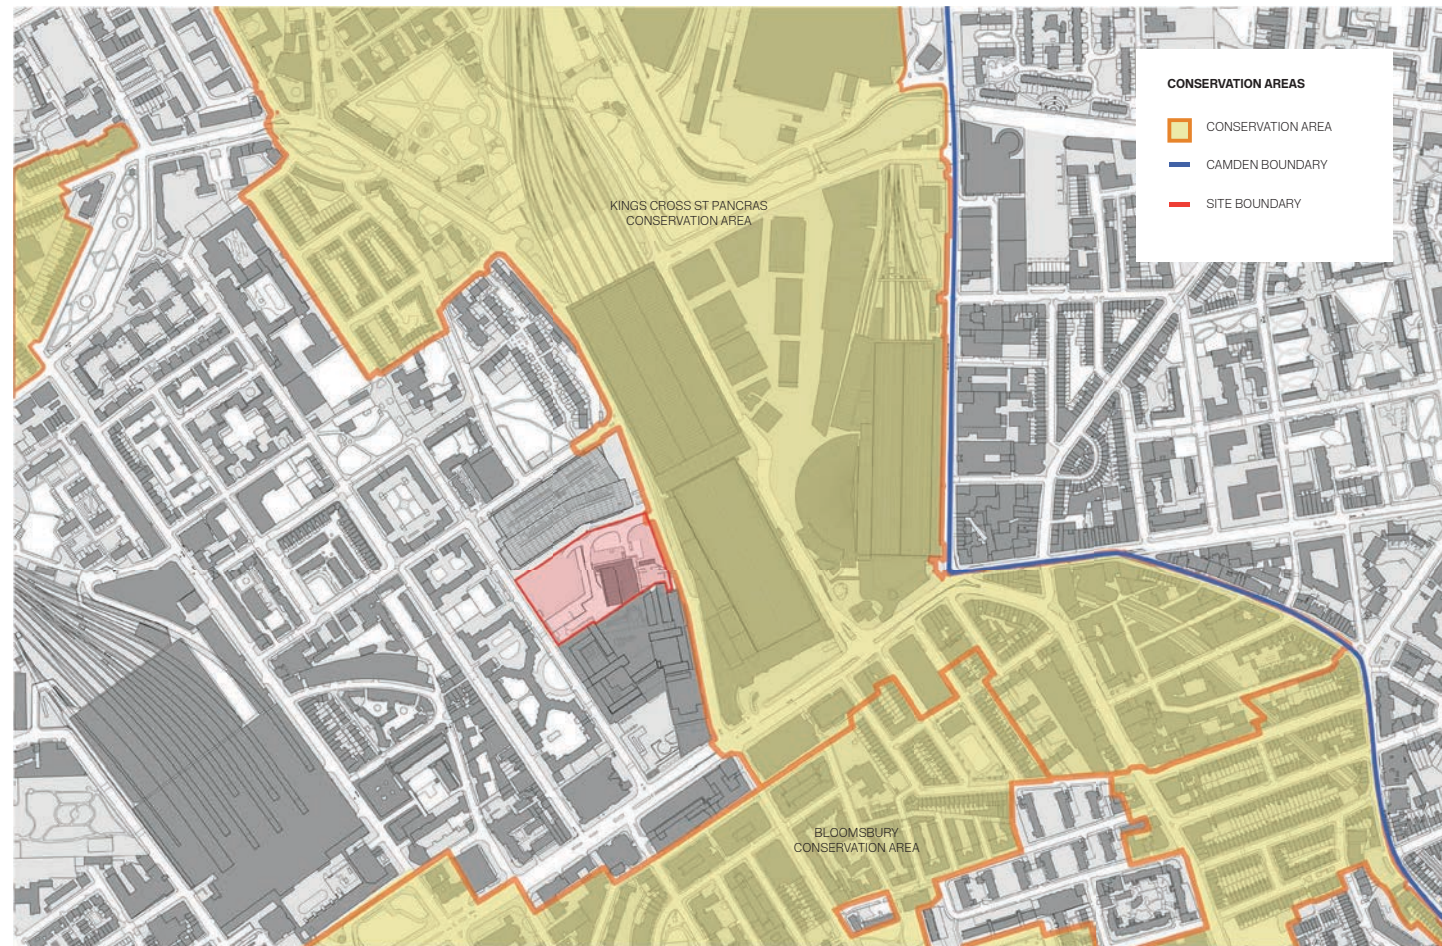 CONSERVATION AREAS
CONSERVATION AREA
CAMDEN BOUNDARY
SITE BOUNDARY
KINGS CROSS ST PANCRAS
CONSERVATION AREA
BLOOMSBURY
CONSERVATION AREA